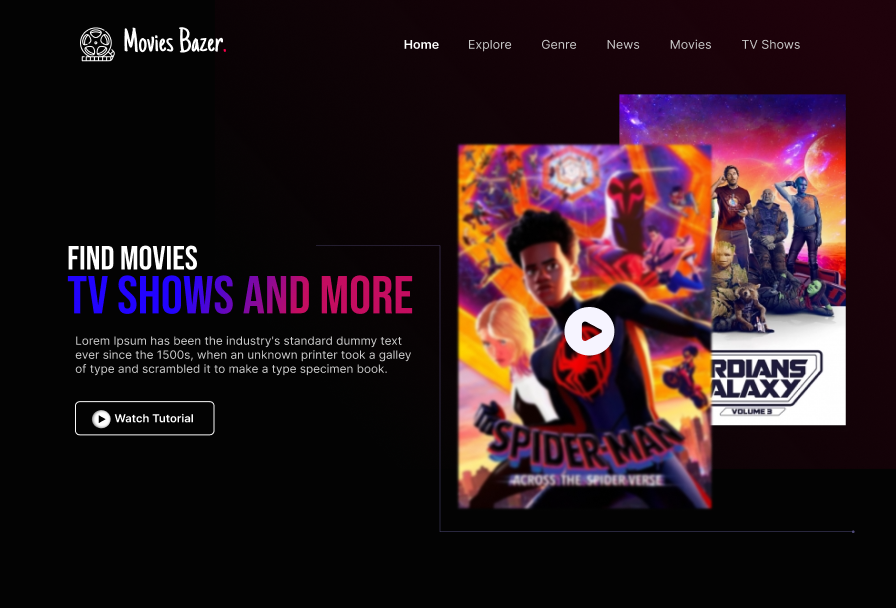 Movies Bazer.
Home Explore Genre News Movies TV Shows
FIND MOVIES
TV SHOWS AND MORE
Lorem Ipsum has been the industry's standard dummy text
ever since the 1500s, when an unknown printer took a galley
of type and scrambled it to make a type specimen book.
Watch Tutorial
SPIDER-MAN
ACROSS THE SPIDER VERSE
RDIANS
ALAXY
VOLUME 3